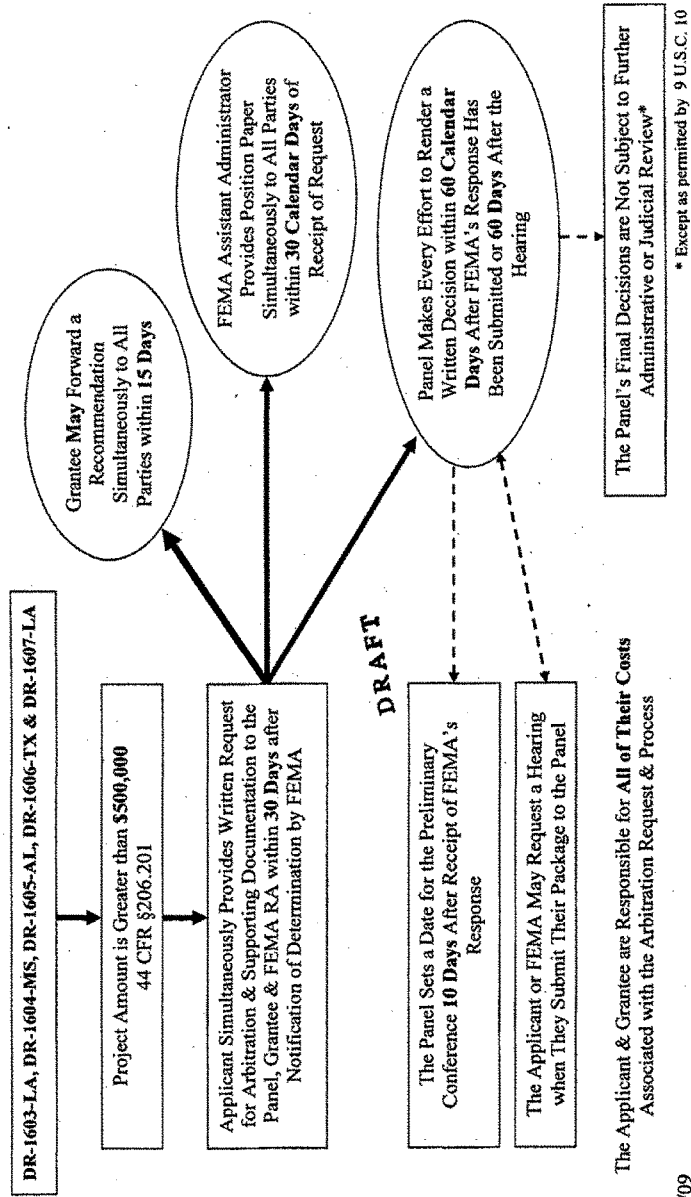 DR-1603-LA, DR-1604-MS, DR-1605-AL, DR-1606-TX & DR-1607-LA
Project Amount is Greater than $500,000
44 CFR §206.201
Applicant Simultaneously Provides Written Request
for Arbitration & Supporting Documentation to the
Panel, Grantee & FEMA RA within 30 Days after
Notification of Determination by FEMA
Grantee May Forward a
Recommendation
Simultaneously to All
Parties within 15 Days
FEMA Assistant Administrator
Provides Position Paper
Simultaneously to All Parties
within 30 Calendar Days of
Receipt of Request
Panel Makes Every Effort to Render a
Written Decision within 60 Calendar
Days After FEMA's Response Has
Been Submitted or 60 Days After the
Hearing
DRAFT
The Panel Sets a Date for the Preliminary
Conference 10 Days After Receipt of FEMA's
Response
The Applicant or FEMA May Request a Hearing
when They Submit Their Package to the Panel
The Panel's Final Decisions are Not Subject to Further
Administrative or Judicial Review*
* Except as permitted by 9 U.S.C. 10
The Applicant & Grantee are Responsible for All of Their Costs
Associated with the Arbitration Request & Process
/09